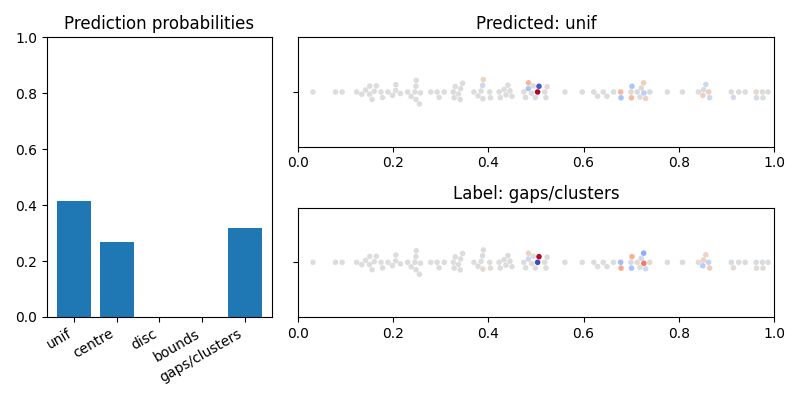 Prediction probabilities
1.0
0.8
0.6
0.4
0.2
0.0
unif
centre
disc
bounds
gaps/clusters
Predicted: unif
0.0 0.2 0.4 0.6 0.8 1.0
Label: gaps/clusters
0.0 0.2 0.4 0.6 0.8 1.0